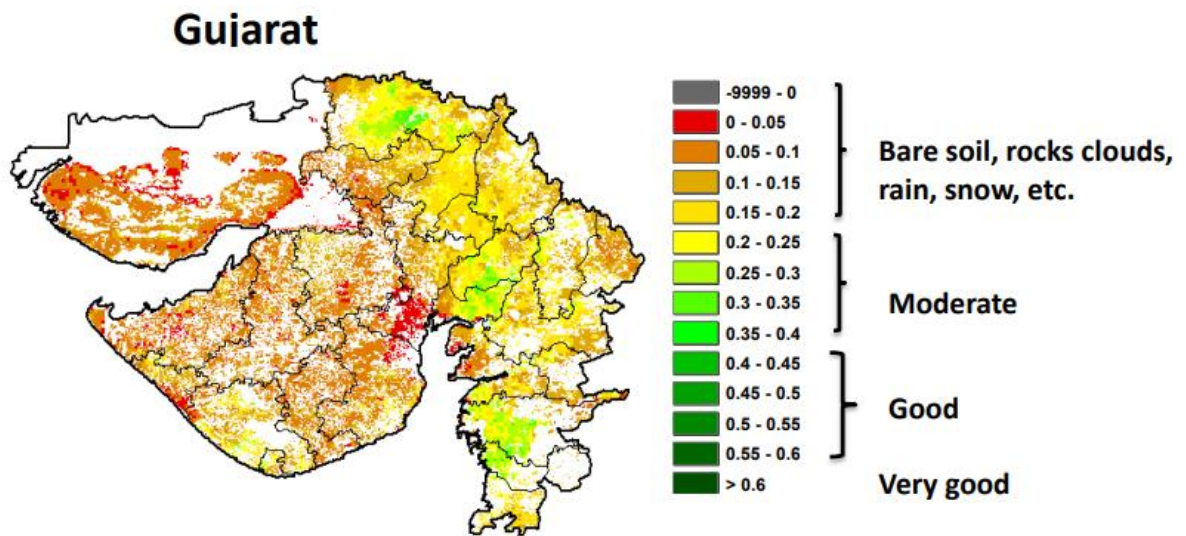 Gujarat
-9999 - 0
0 - 0.05
0.05 - 0.1
0.1 - 0.15
0.15 - 0.2
0.2 - 0.25
0.25 - 0.3
0.3 - 0.35
0.35 - 0.4
0.4 - 0.45
0.45 - 0.5
0.5 - 0.55
0.55 - 0.6
> 0.6
Bare soil, rocks clouds,
rain, snow, etc.
Moderate
Good
Very good